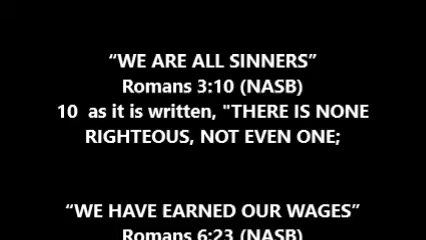 “WE ARE ALL SINNERS”
Romans 3:10 (NASB)
10  as it is written, "THERE IS NONE
RIGHTEOUS, NOT EVEN ONE;
“WE HAVE EARNED OUR WAGES”
Romans 6:23 (NASB)